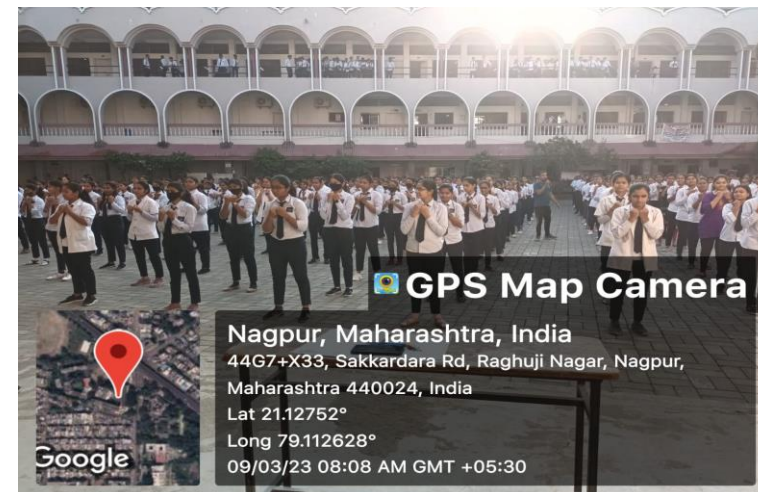 GPS Map Camera
Nagpur, Maharashtra, India
44G7+X33, Sakkardara Rd, Raghuji Nagar, Nagpur,
Maharashtra 440024, India
Lat 21.12752°
Long 79.112628°
09/03/23 08:08 AM GMT +05:30
Google